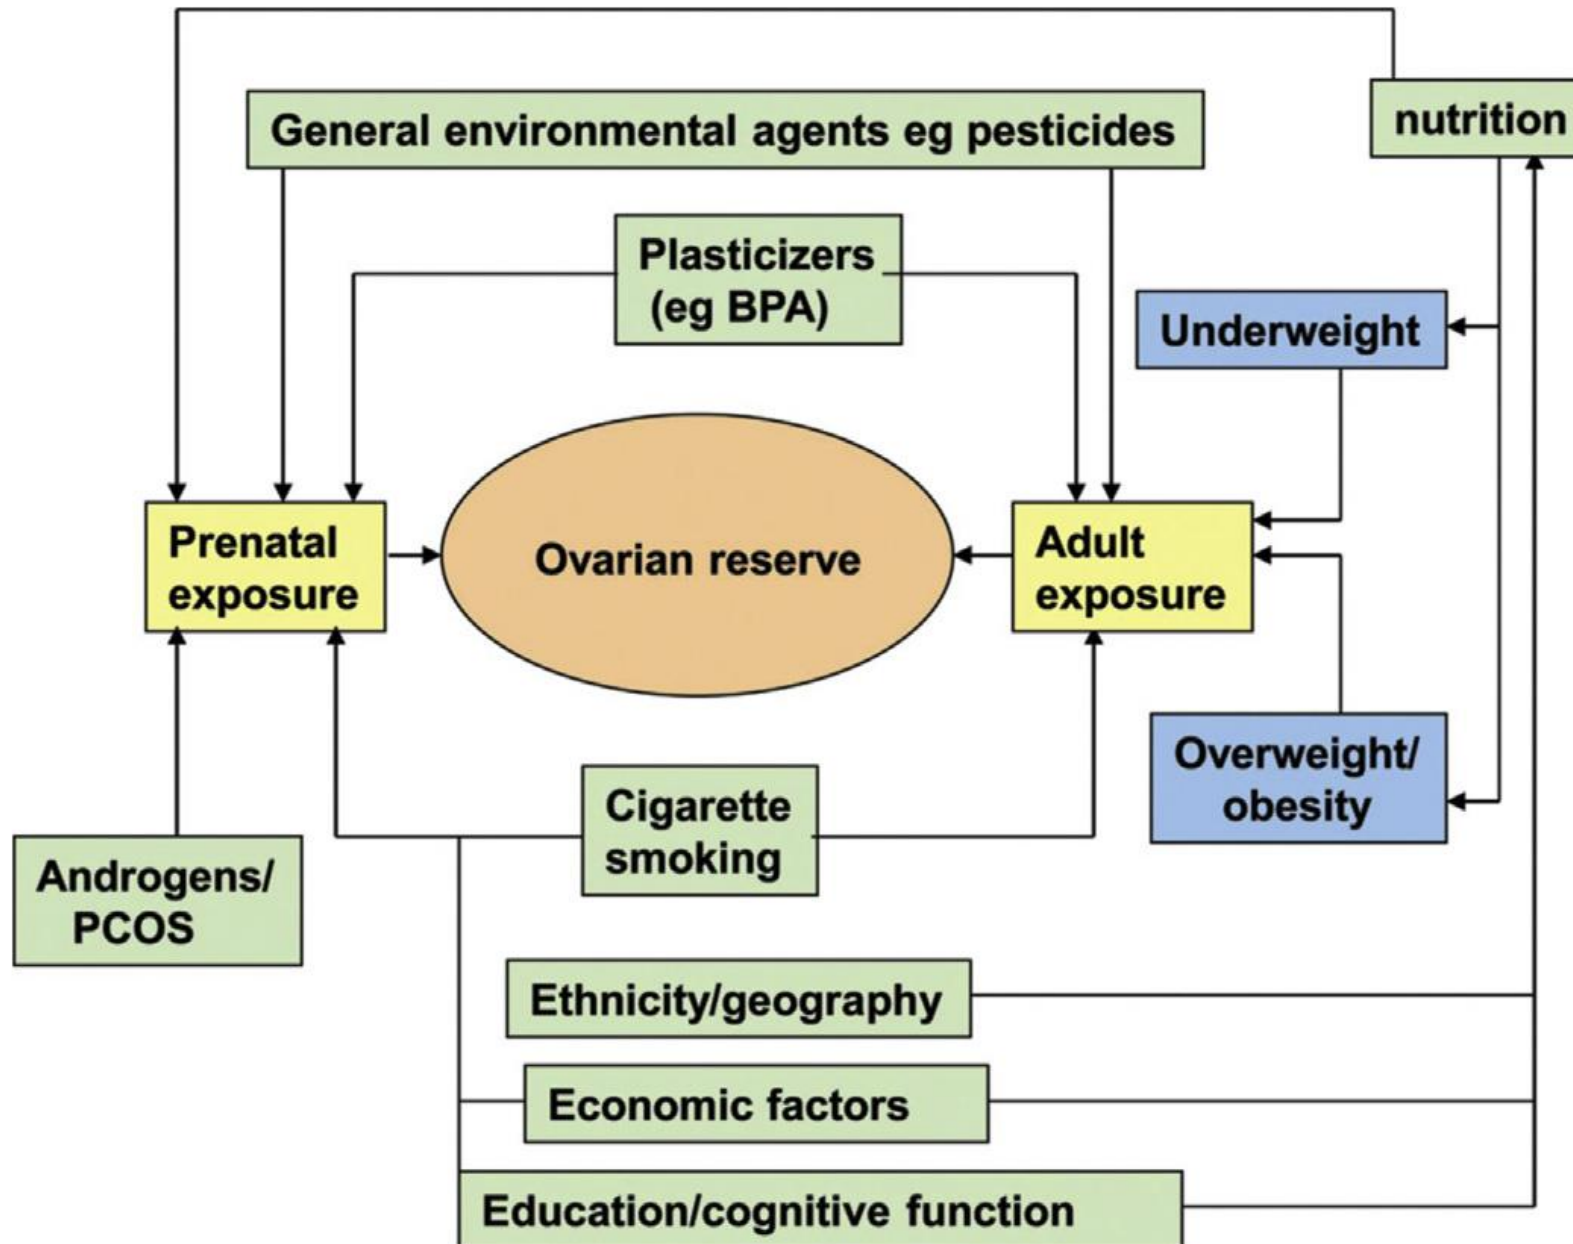 General environmental agents eg pesticides
nutrition
Plasticizers
(eg BPA)
Underweight
Prenatal
exposure
Ovarian reserve
Adult
exposure
Overweight/
obesity
Cigarette
smoking
Androgens/
PCOS
Ethnicity/geography
Economic factors
Education/cognitive function